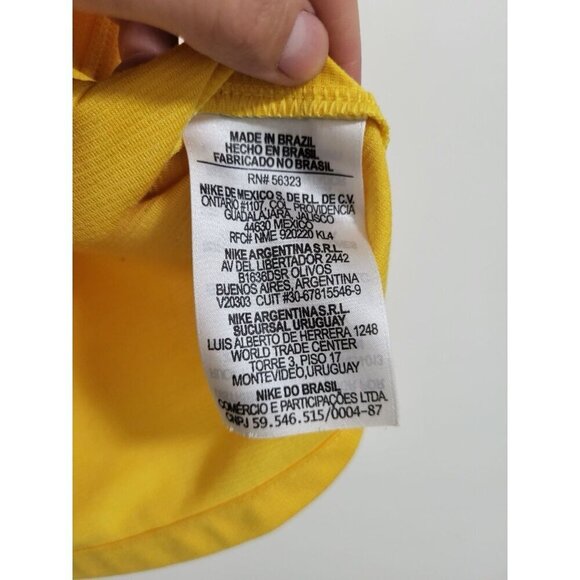 MADE IN BRAZIL
HECHO EN BRASIL
FABRICADO NO BRASIL
RN# 56323
NIKE DE MEXICO S. DE R.L. DE C.V.
ONTARIO #1107, COL. PROVIDENCIA
GUADALAJARA, JALISCO
44630 MEXICO
RFC# NME 920220 KL4
NIKE ARGENTINA S.R.L.
AV DEL LIBERTADOR 2442
B1636DSR OLIVOS
BUENOS AIRES, ARGENTINA
V20303 CUIT #30-67815546-9
NIKE ARGENTINA S.R.L.
SUCURSAL URUGUAY
LUIS ALBERTO DE HERRERA 1248
WORLD TRADE CENTER
TORRE 3, PISO 17
MONTEVIDEO, URUGUAY
NIKE DO BRASIL
COMÉRCIO E PARTICIPAÇÕES LTDA.
CNPJ 59.546.515/0004-87